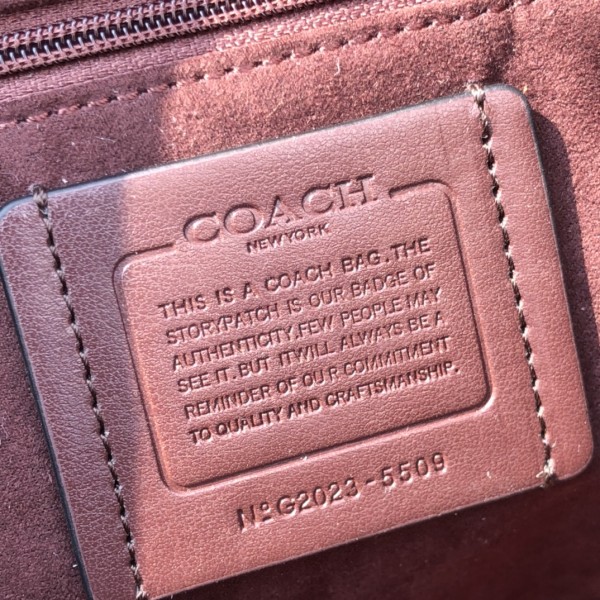 COACH
NEW YORK
THIS IS A COACH BAG. THE
STORYPATCH IS OUR BADGE OF
AUTHENTICITY.FEW PEOPLE MAY
SEE IT. BUT IT WILL ALWAYS BE A
REMINDER OF OUR COMMITMENT
TO QUALITY AND CRAFTSMANSHIP.
Nº G2023-5509